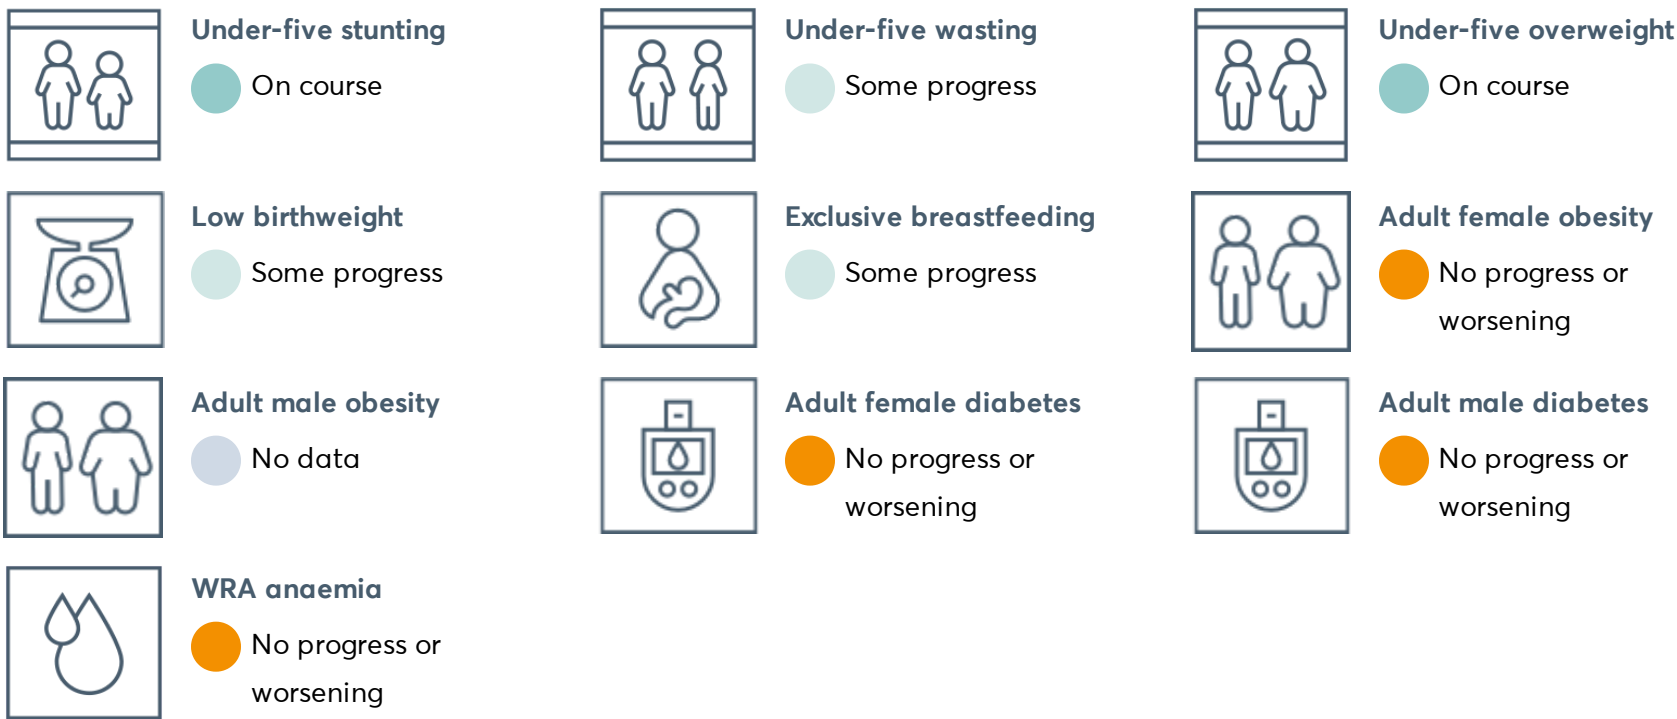 Under-five stunting
On course
Under-five wasting
Some progress
Under-five overweight
On course
Low birthweight
Some progress
Exclusive breastfeeding
Some progress
Adult female obesity
No progress or
worsening
Adult male obesity
No data
Adult female diabetes
No progress or
worsening
Adult male diabetes
No progress or
worsening
WRA anaemia
No progress or
worsening